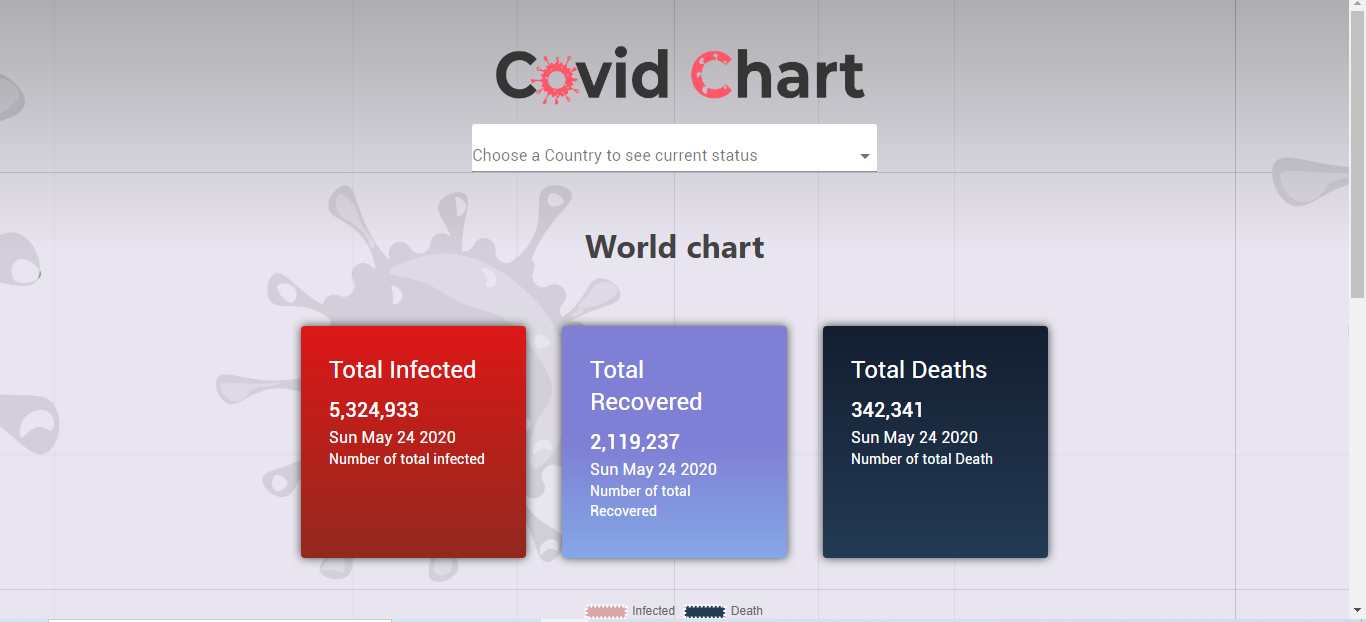 Covid Chart
Choose a Country to see current status
World chart
Total Infected
5,324,933
Sun May 24 2020
Number of total infected
Total
Recovered
2,119,237
Sun May 24 2020
Number of total
Recovered
Total Deaths
342,341
Sun May 24 2020
Number of total Death
Infected Death